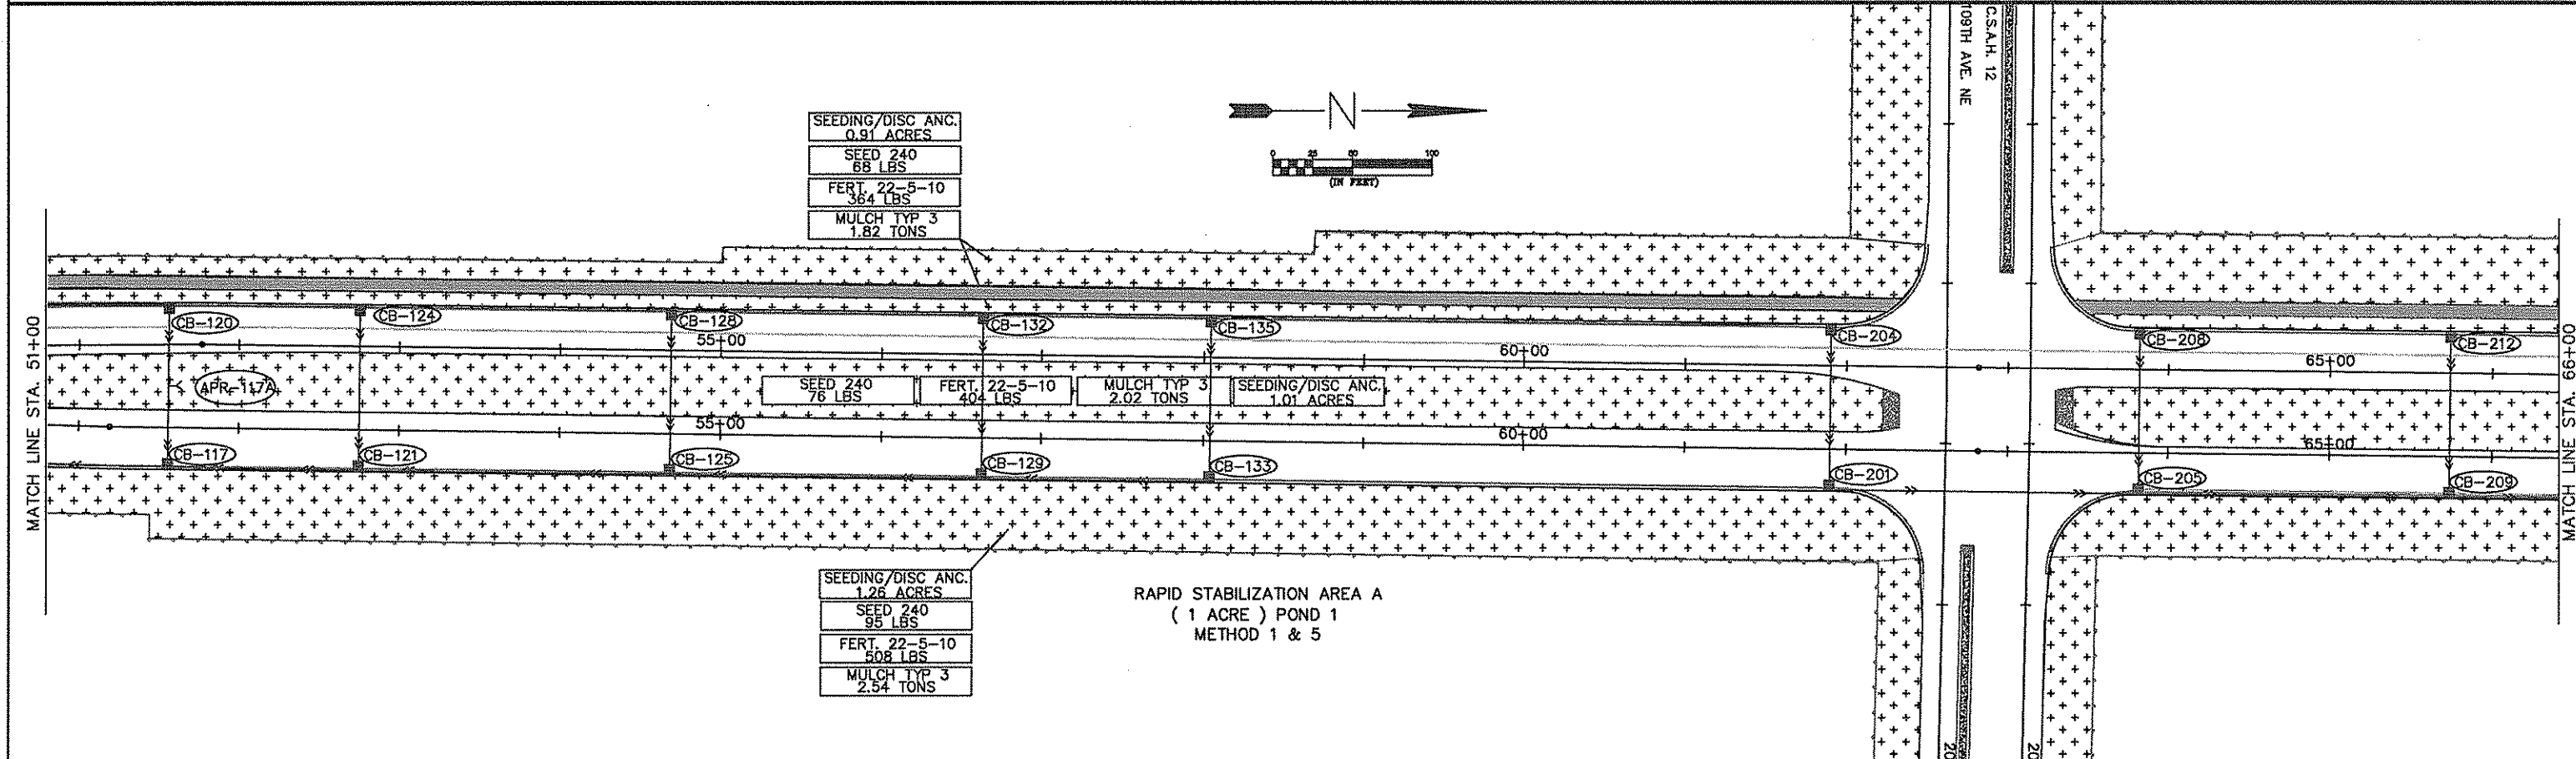 C.S.A.H. 12
109TH AVE. NE
SEEDING/DISC ANC.
0.91 ACRES
SEED 240
68 LBS
FERT. 22-5-10
364 LBS
MULCH TYP 3
1.82 TONS
N
0 25 50 100
(IN FEET)
MATCH LINE STA. 51+00
CB-120
CB-124
CB-128
CB-132
CB-135
CB-204
CB-208
CB-212
55+00
60+00
65+00
APR-117A
SEED 240
76 LBS
FERT. 22-5-10
404 LBS
MULCH TYP 3
2.02 TONS
SEEDING/DISC ANC.
1.01 ACRES
55+00
60+00
65+00
CB-117
CB-121
CB-125
CB-129
CB-133
CB-201
CB-205
CB-209
MATCH LINE STA. 66+00
SEEDING/DISC ANC.
1.26 ACRES
SEED 240
95 LBS
FERT. 22-5-10
508 LBS
MULCH TYP 3
2.54 TONS
RAPID STABILIZATION AREA A
( 1 ACRE ) POND 1
METHOD 1 & 5
20
20